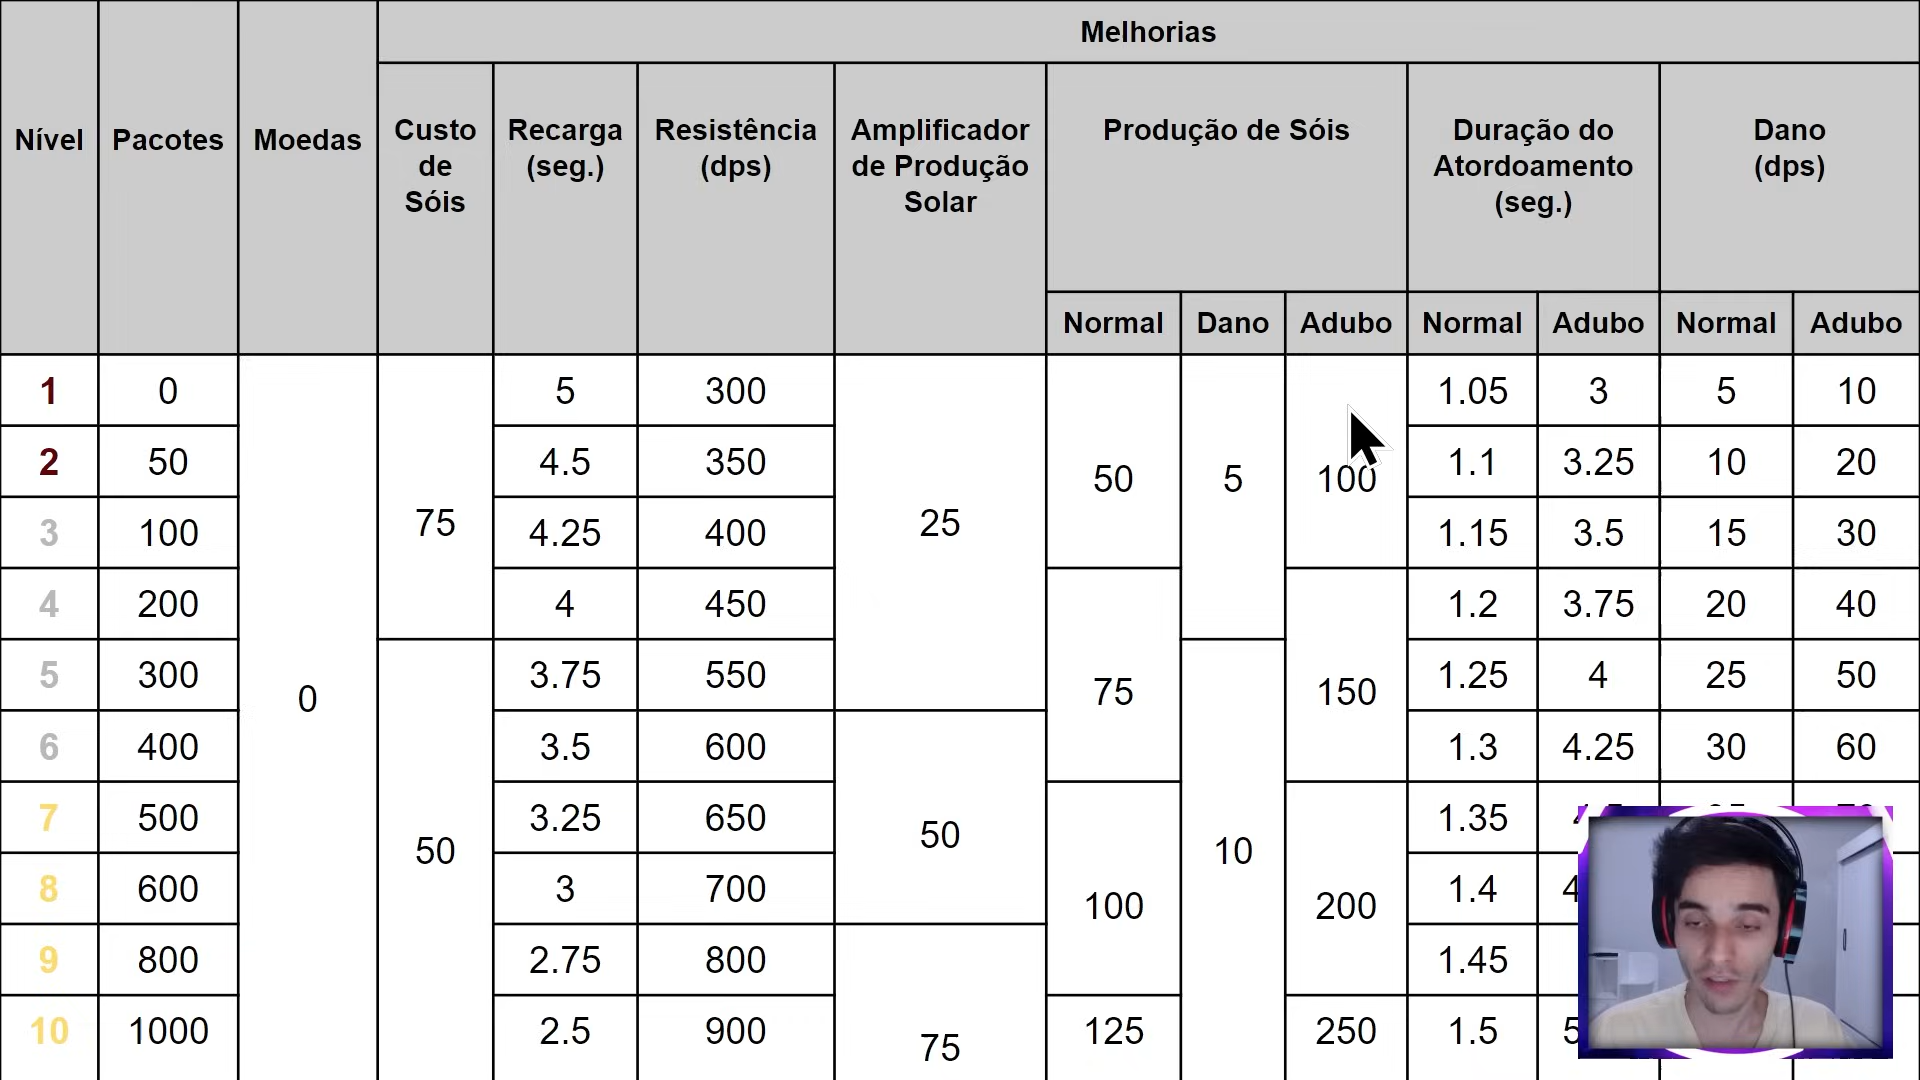 Melhorias
Nível Pacotes Moedas Custo de Sóis Recarga (seg.) Resistência (dps) Amplificador de Produção Solar Produção de Sóis Duração do Atordoamento (seg.) Dano (dps)
Normal Dano Adubo Normal Adubo Normal Adubo
1 0 5 300 1.05 3 5 10
2 50 4.5 350 50 5 100 1.1 3.25 10 20
3 100 75 4.25 400 25 1.15 3.5 15 30
4 200 4 450 1.2 3.75 20 40
5 300 0 3.75 550 75 150 1.25 4 25 50
6 400 3.5 600 1.3 4.25 30 60
7 500 3.25 650 50 1.35
8 600 50 3 700 10 1.4
9 800 2.75 800 100 200 1.45
10 1000 2.5 900 75 125 250 1.5